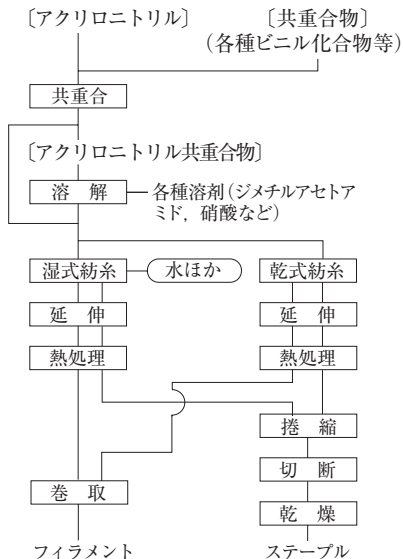 〔アクリロニトリル〕
〔共重合物〕
(各種ビニル化合物等)
共重合
〔アクリロニトリル共重合物〕
溶 解
各種溶剤(ジメチルアセトア
ミド，硝酸など)
湿式紡糸
水ほか
乾式紡糸
延 伸
延 伸
熱処理
熱処理
捲 縮
切 断
巻 取
乾 燥
フィラメント
ステープル